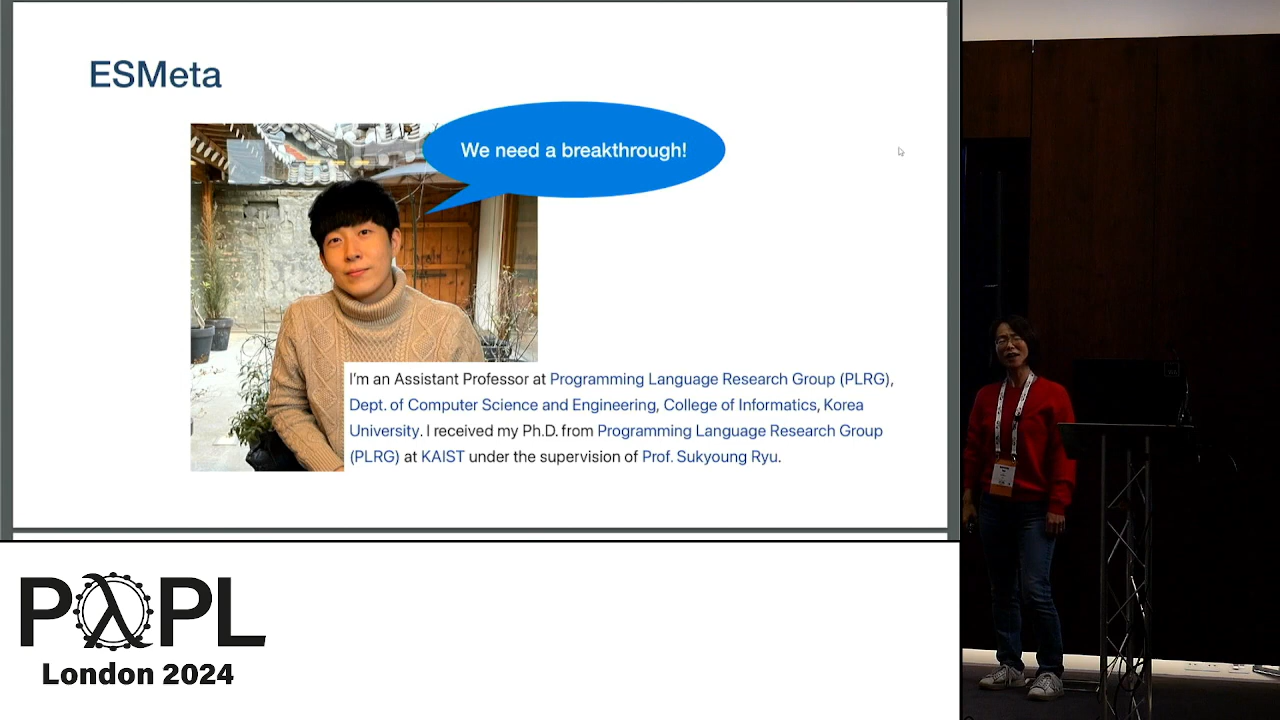 ESMeta
We need a breakthrough!
I'm an Assistant Professor at Programming Language Research Group (PLRG),
Dept. of Computer Science and Engineering, College of Informatics, Korea
University. I received my Ph.D. from Programming Language Research Group
(PLRG) at KAIST under the supervision of Prof. Sukyoung Ryu.
PλPL
London 2024